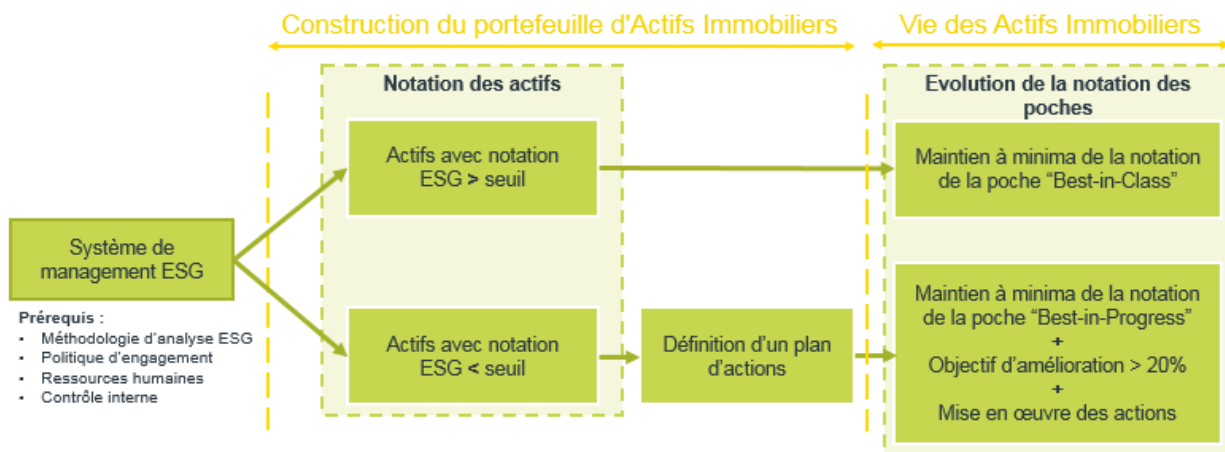 Construction du portefeuille d'Actifs Immobiliers
Vie des Actifs Immobiliers
Notation des actifs
Actifs avec notation
ESG > seuil
Actifs avec notation
ESG < seuil
Système de
management ESG
Prérequis :
• Méthodologie d'analyse ESG
• Politique d'engagement
• Ressources humaines
• Contrôle interne
Définition d'un plan
d'actions
Evolution de la notation des
poches
Maintien à minima de la notation
de la poche “Best-in-Class”
Maintien à minima de la notation
de la poche “Best-in-Progress”
+
Objectif d'amélioration > 20%
+
Mise en œuvre des actions